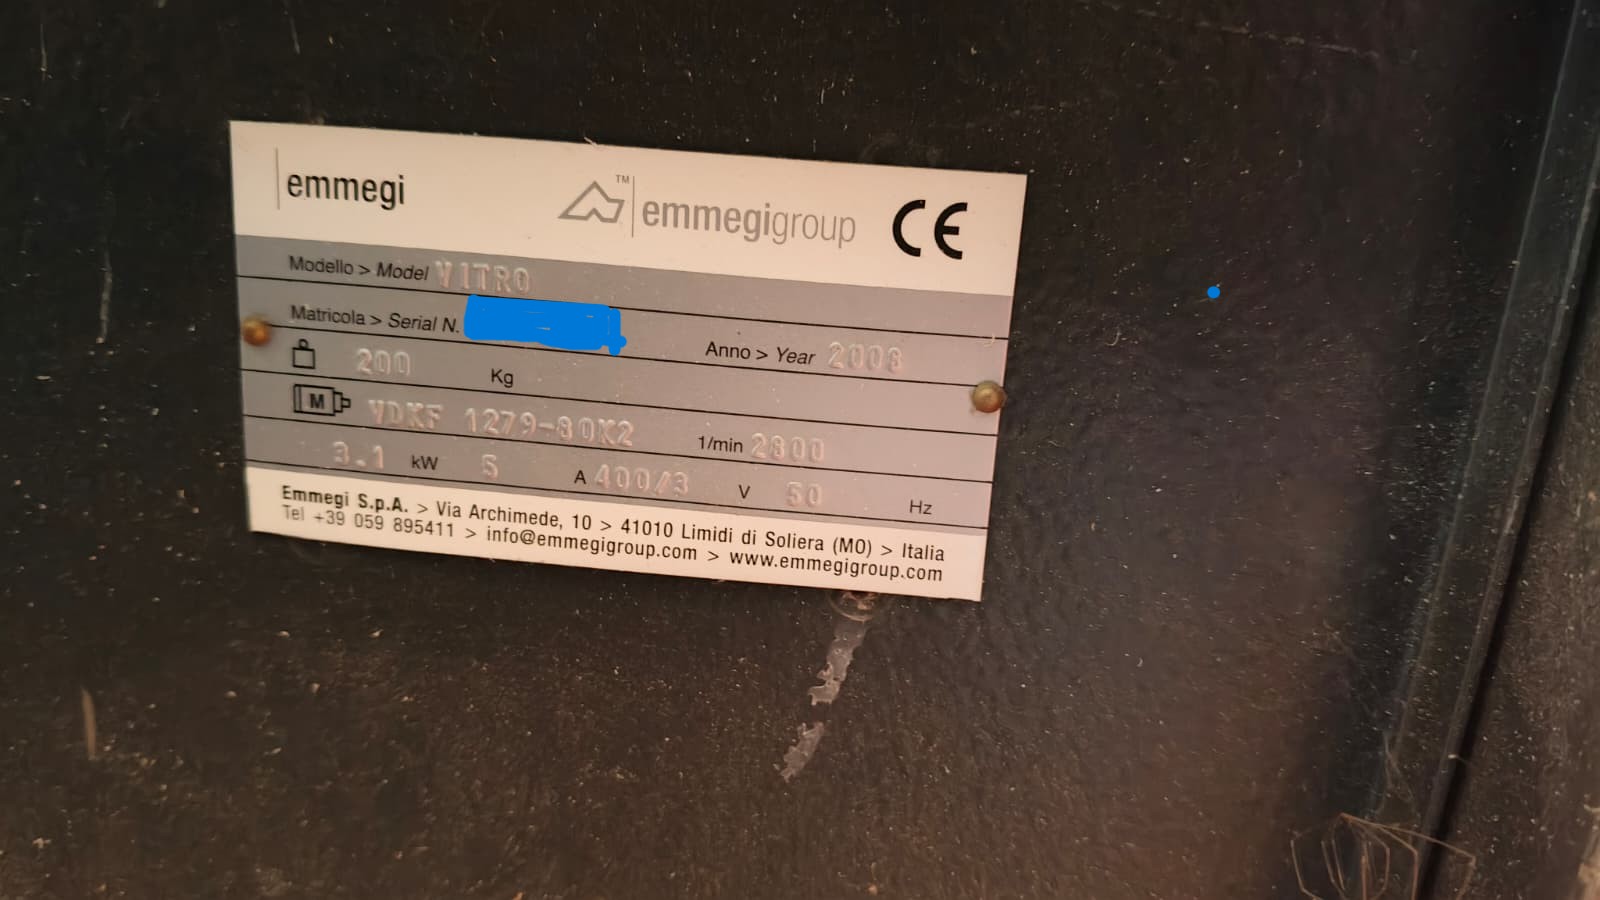 emmegi
TM emmegigroup CE
Modello > Model VITRO
Matricola > Serial N.
Anno > Year 2008
200 Kg
M VDKF 1279-80K2 1/min 2800
3.1 kW 5 A 400/3 V 50 Hz
Emmegi S.p.A. > Via Archimede, 10 > 41010 Limidi di Soliera (MO) > Italia
Tel +39 059 895411 > info@emmegigroup.com > www.emmegigroup.com